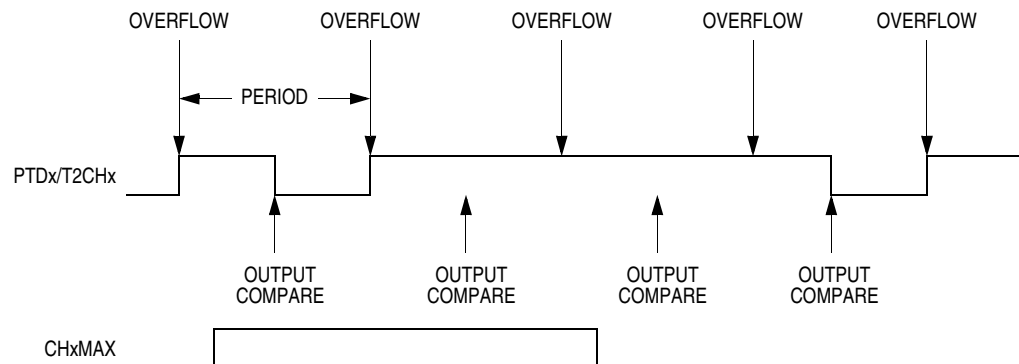 OVERFLOW OVERFLOW OVERFLOW OVERFLOW OVERFLOW
PERIOD
PTDx/T2CHx
OUTPUT COMPARE
OUTPUT COMPARE
OUTPUT COMPARE
OUTPUT COMPARE
CHxMAX